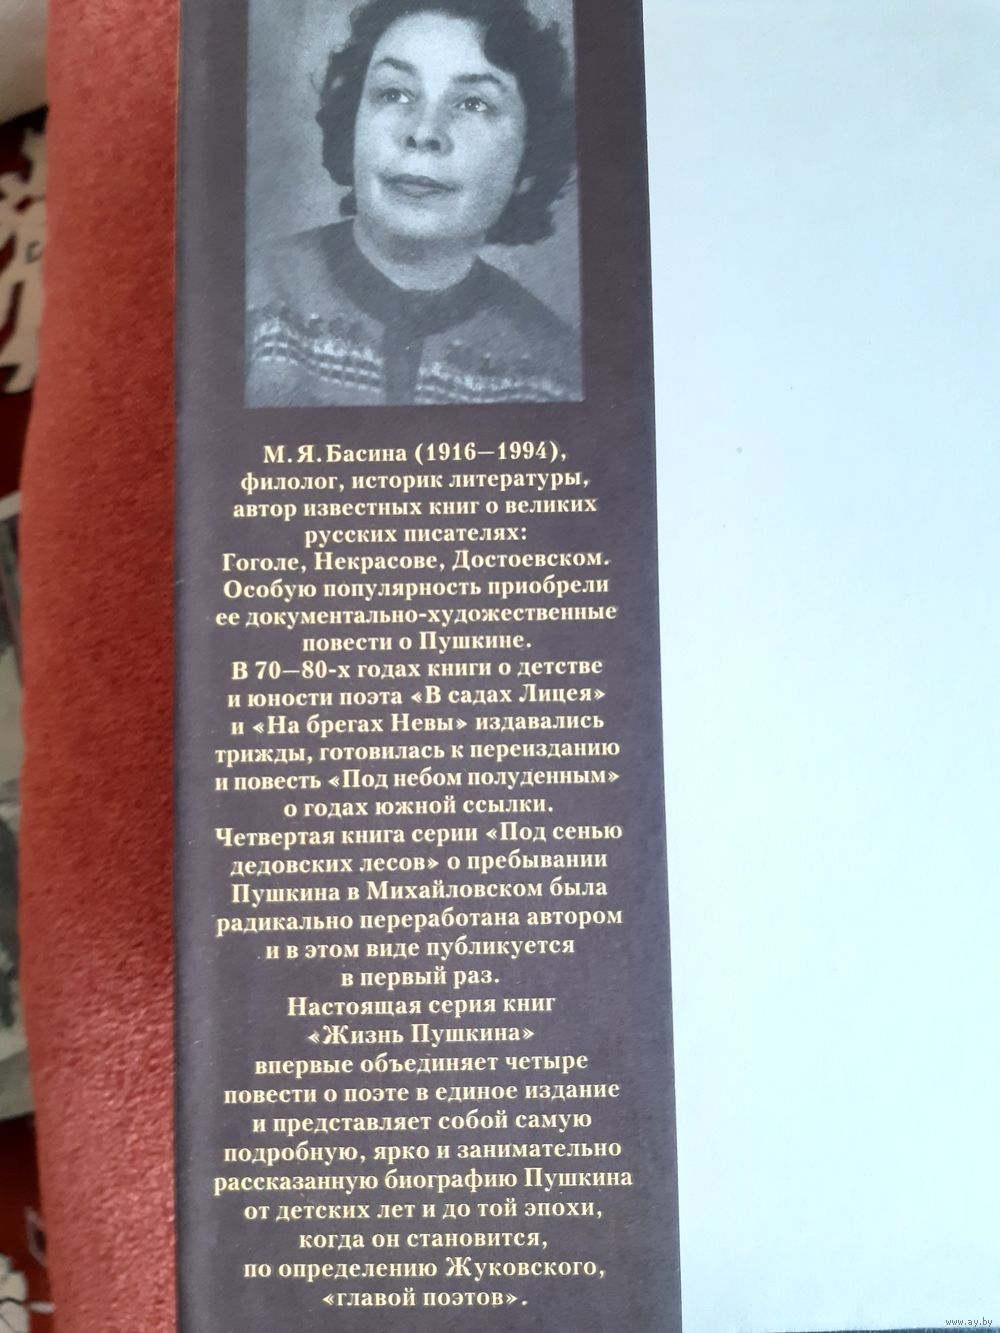 М. Я. Басина (1916—1994),
филолог, историк литературы,
автор известных книг о великих
русских писателях:
Гоголе, Некрасове, Достоевском.
Особую популярность приобрели
ее документально-художественные
повести о Пушкине.
В 70—80-х годах книги о детстве
и юности поэта «В садах Лицея»
и «На брегах Невы» издавались
трижды, готовилась к переизданию
и повесть «Под небом полуденным»
о годах южной ссылки.
Четвертая книга серии «Под сенью
дедовских лесов» о пребывании
Пушкина в Михайловском была
радикально переработана автором
и в этом виде публикуется
в первый раз.
Настоящая серия книг
«Жизнь Пушкина»
впервые объединяет четыре
повести о поэте в единое издание
и представляет собой самую
подробную, ярко и занимательно
рассказанную биографию Пушкина
от детских лет и до той эпохи,
когда он становится,
по определению Жуковского,
«главой поэтов».
www.ay.by